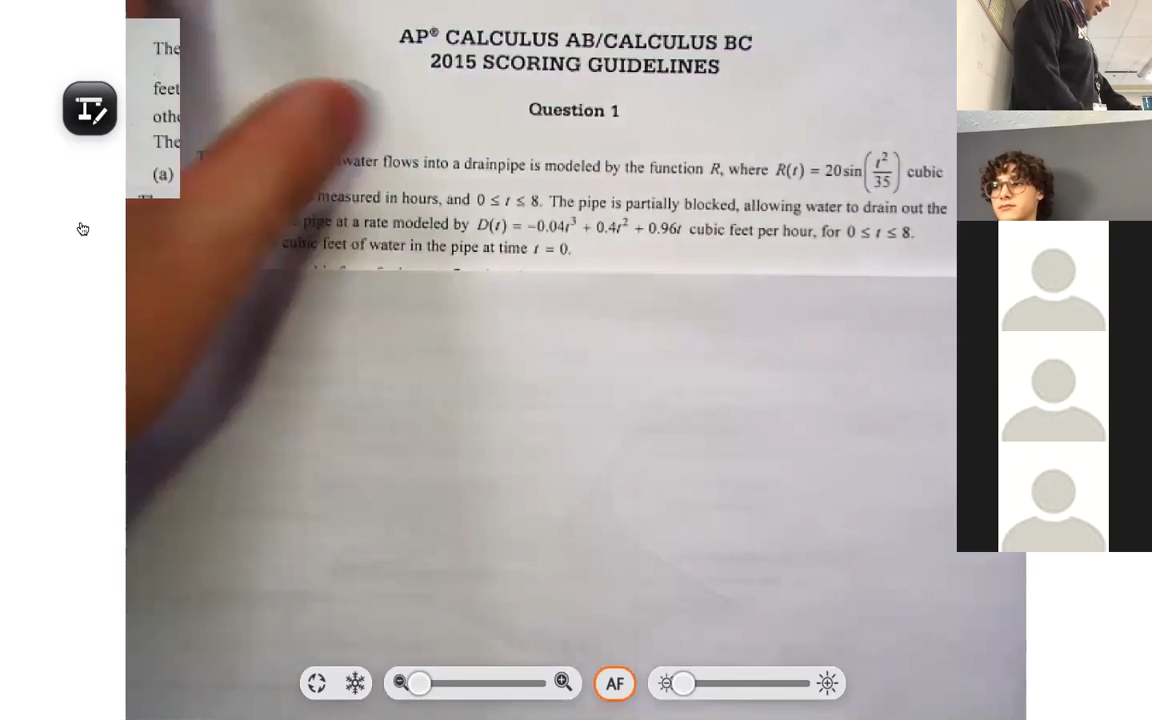 AP® CALCULUS AB/CALCULUS BC
2015 SCORING GUIDELINES
Question 1
The
feet
othe
The
(a)
water flows into a drainpipe is modeled by the function R, where R(t) = 20 sin(t²/35) cubic
measured in hours, and 0 ≤ t ≤ 8. The pipe is partially blocked, allowing water to drain out the
pipe at a rate modeled by D(t) = −0.04t³ + 0.4t² + 0.96t cubic feet per hour, for 0 ≤ t ≤ 8.
cubic feet of water in the pipe at time t = 0.
AF